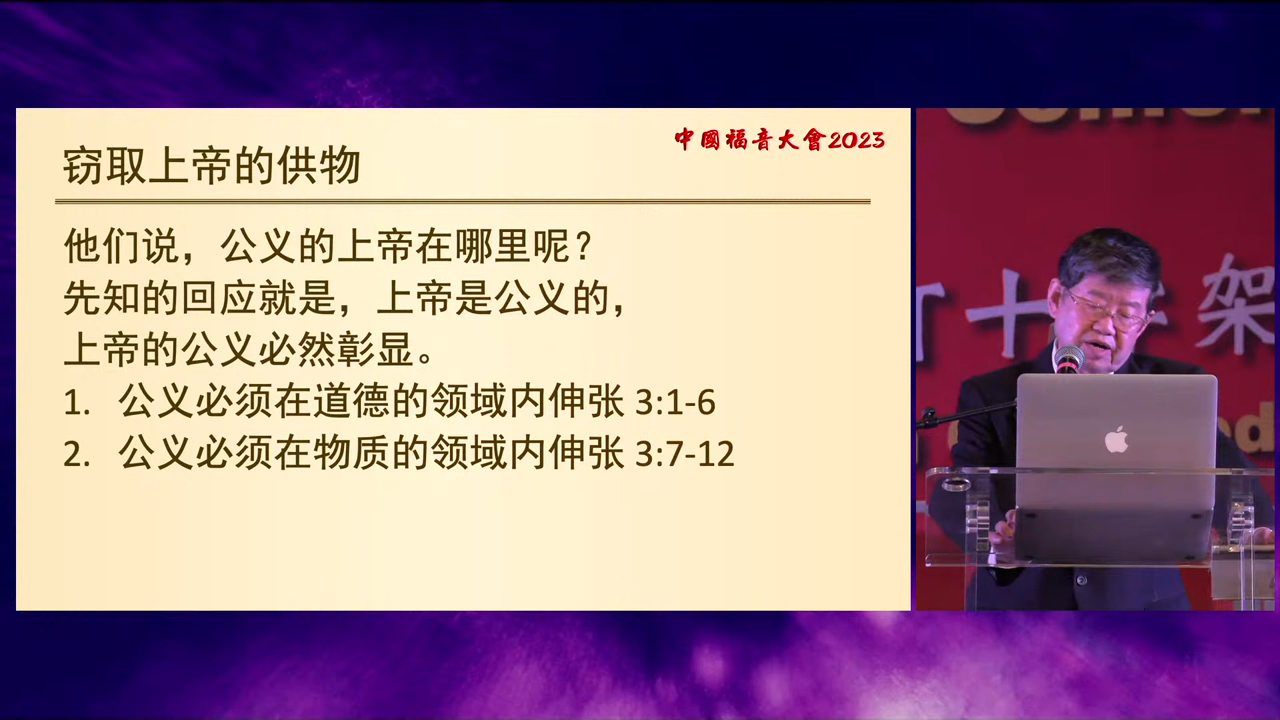 中國福音大會2023
窃取上帝的供物
他们说，公义的上帝在哪里呢？
先知的回应就是，上帝是公义的，
上帝的公义必然彰显。
1. 公义必须在道德的领域内伸张 3:1-6
2. 公义必须在物质的领域内伸张 3:7-12
十
架